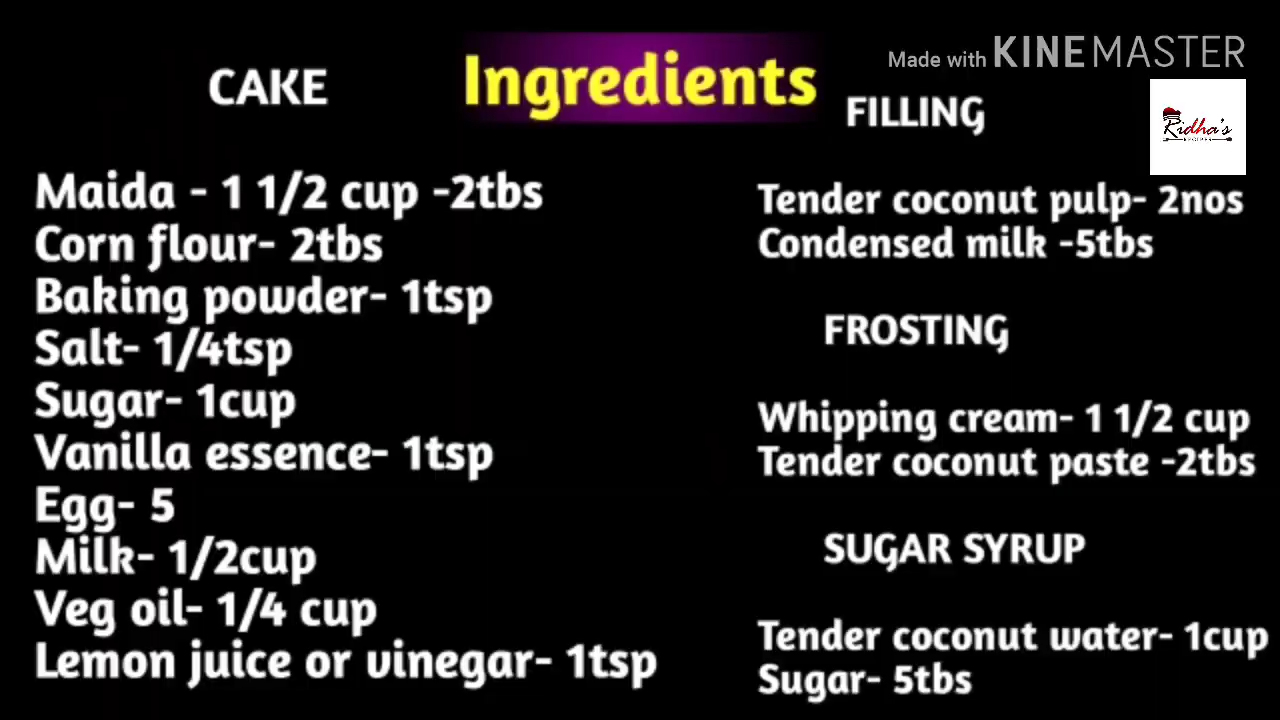 Made with KINEMASTER
Ingredients
Ridha's
CAKE
Maida - 1 1/2 cup -2tbs
Corn flour- 2tbs
Baking powder- 1tsp
Salt- 1/4tsp
Sugar- 1cup
Vanilla essence- 1tsp
Egg- 5
Milk- 1/2cup
Veg oil- 1/4 cup
Lemon juice or vinegar- 1tsp
FILLING
Tender coconut pulp- 2nos
Condensed milk -5tbs
FROSTING
Whipping cream- 1 1/2 cup
Tender coconut paste -2tbs
SUGAR SYRUP
Tender coconut water- 1cup
Sugar- 5tbs